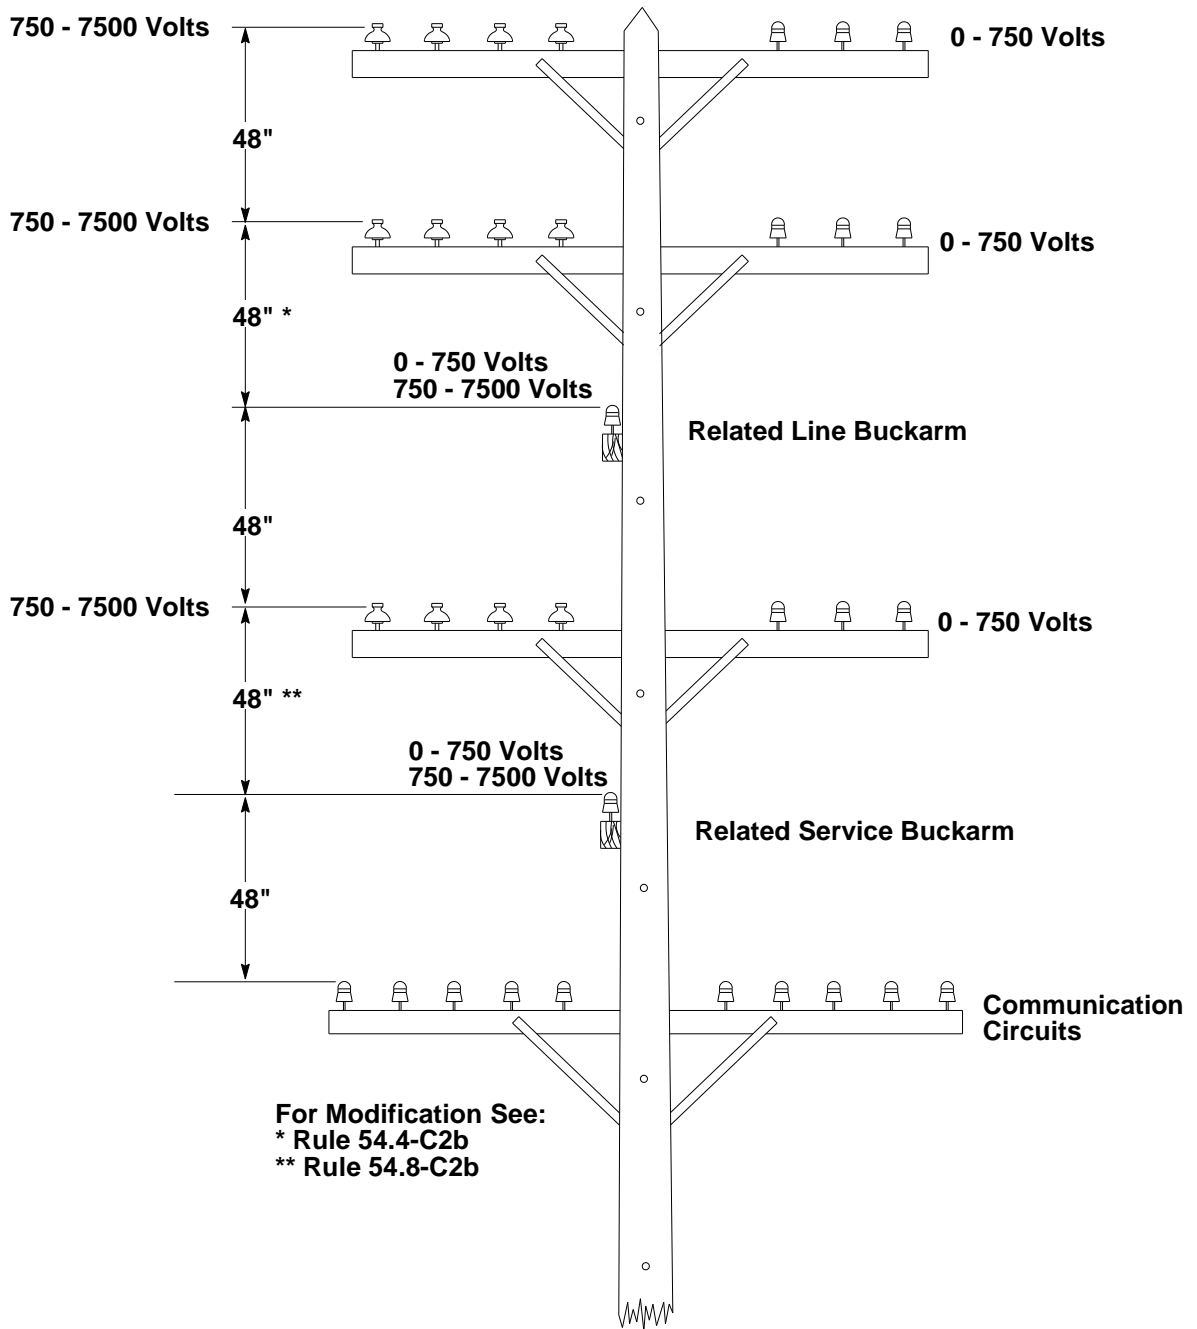 750 - 7500 Volts
0 - 750 Volts
48"
750 - 7500 Volts
0 - 750 Volts
48" *
0 - 750 Volts
750 - 7500 Volts
Related Line Buckarm
48"
750 - 7500 Volts
0 - 750 Volts
48" **
0 - 750 Volts
750 - 7500 Volts
Related Service Buckarm
48"
Communication
Circuits
For Modification See:
* Rule 54.4-C2b
** Rule 54.8-C2b